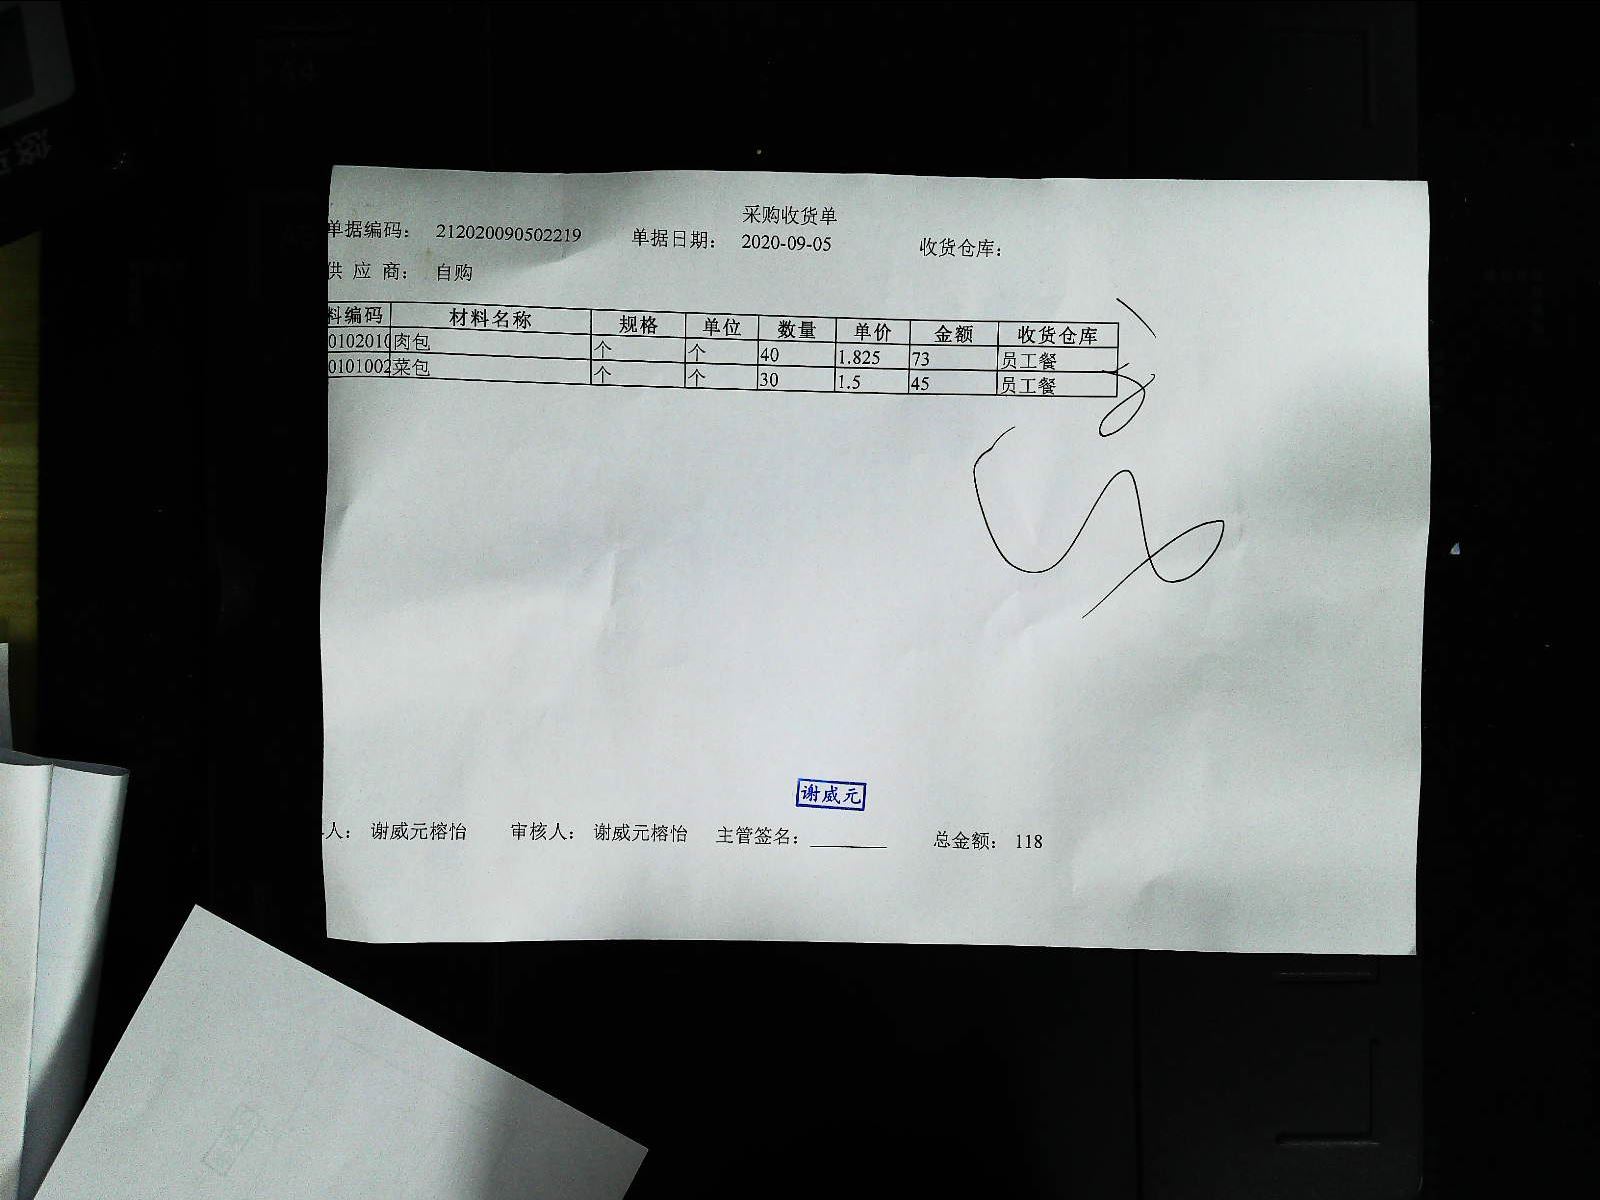 采购收货单
单据编码： 212020090502219 单据日期： 2020-09-05 收货仓库：
供 应 商： 自购
料编码 材料名称 规格 单位 数量 单价 金额 收货仓库
0102010 肉包 个 个 40 1.825 73 员工餐
0101002 菜包 个 个 30 1.5 45 员工餐
谢威元
人： 谢威元榕怡 审核人： 谢威元榕怡 主管签名： 总金额： 118